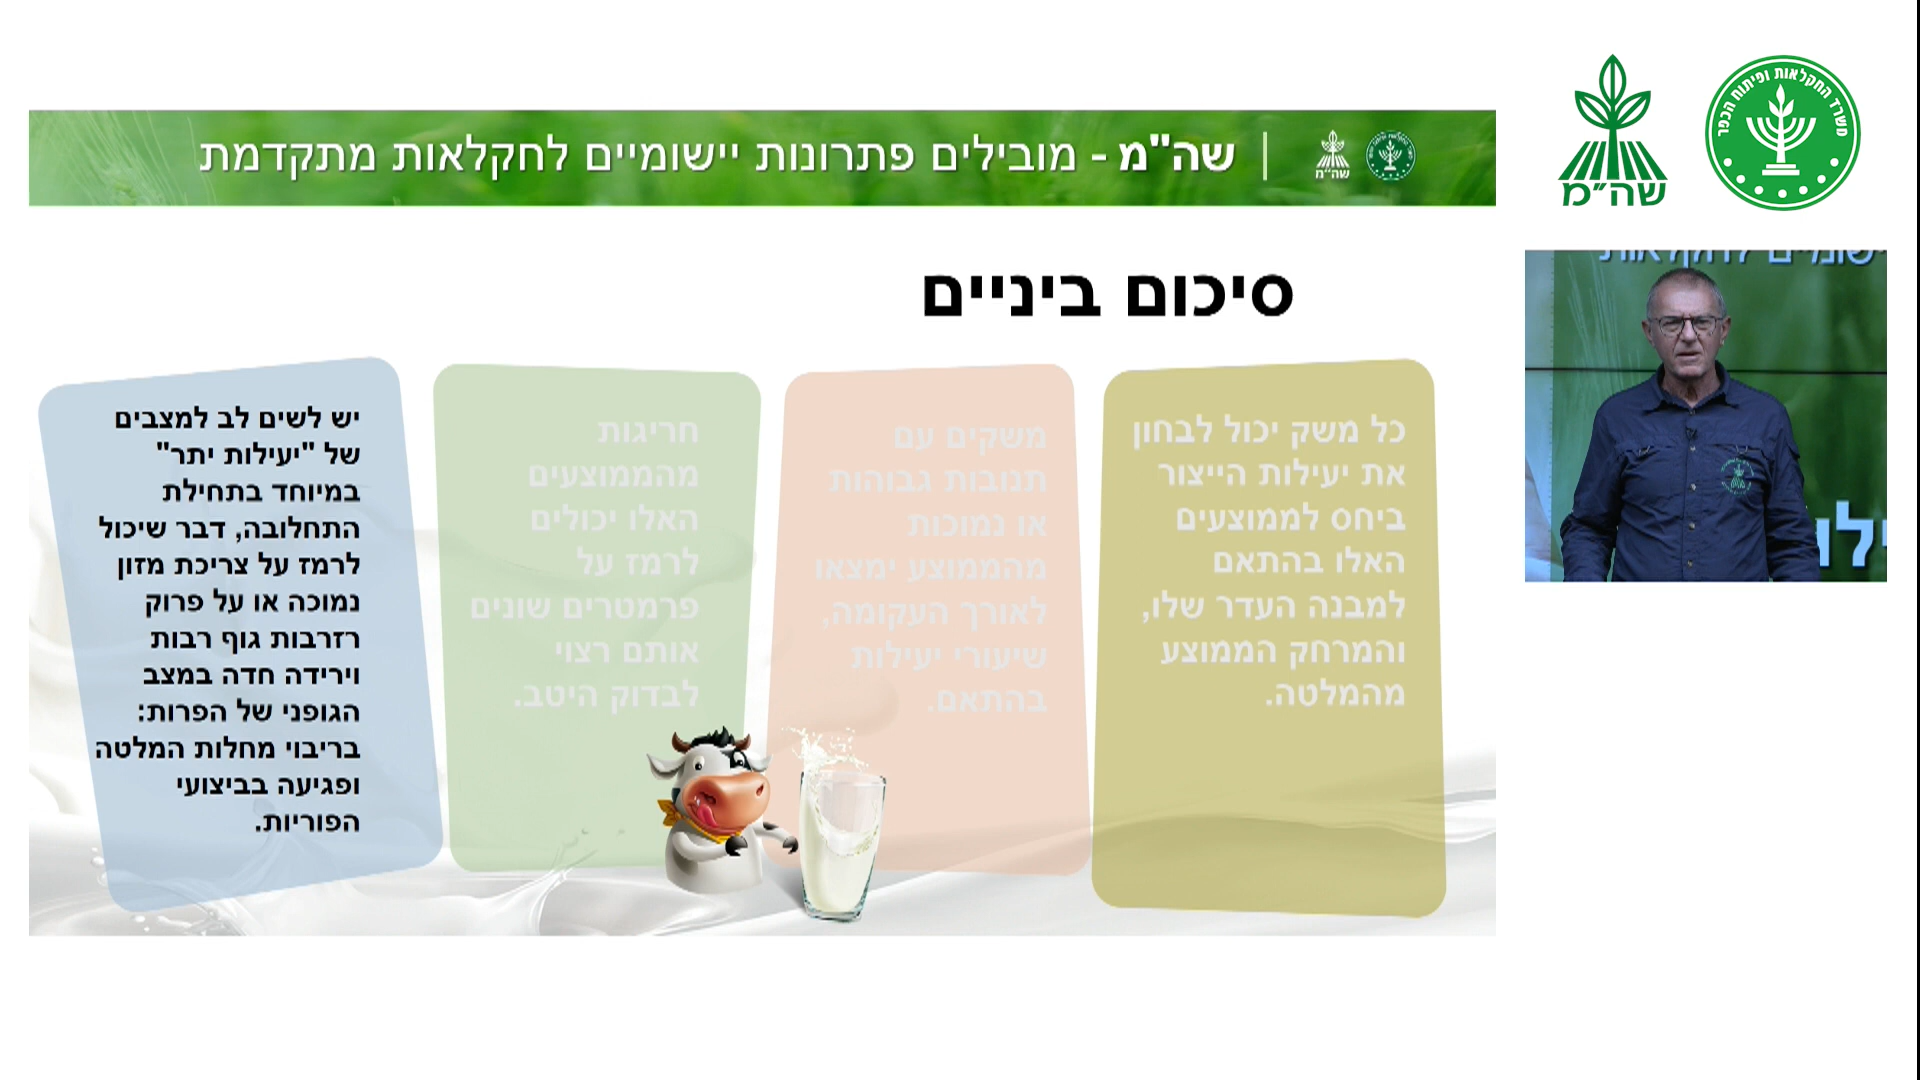 שה"מ - מובילים פתרונות יישומיים לחקלאות מתקדמת
שה"מ
סיכום ביניים
כל משק יכול לבחון
את יעילות הייצור
ביחס לממוצעים
האלו בהתאם
למבנה העדר שלו,
והמרחק הממוצע
מהמלטה.
משקים עם
תנובות גבוהות
או נמוכות
מהממוצע ימצאו
לאורך העקומה,
שיעורי יעילות
בהתאם.
חריגות
מהממוצעים
האלו יכולים
לרמז על
פרמטרים שונים
אותם רצוי
לבדוק היטב.
יש לשים לב למצבים
של "יעילות יתר"
במיוחד בתחילת
התחלובה, דבר שיכול
לרמז על צריכת מזון
נמוכה או על פרוק
רזרבות גוף רבות
וירידה חדה במצב
הגופני של הפרות:
בריבוי מחלות המלטה
ופגיעה בביצועי
הפוריות.
משרד החקלאות ופיתוח הכפר
שה״מ